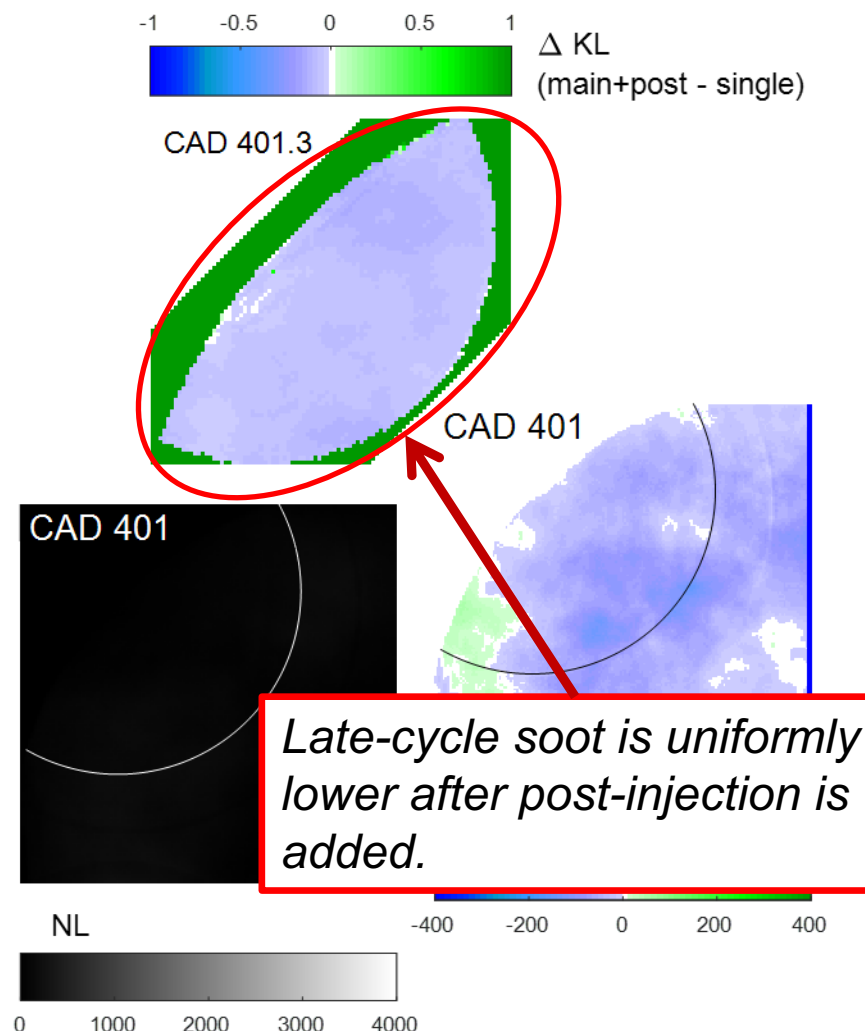 -1 -0.5 0 0.5 1
Δ KL
(main+post - single)
CAD 401.3
CAD 401
CAD 401
Late-cycle soot is uniformly
lower after post-injection is
added.
-400 -200 0 200 400
NL
0 1000 2000 3000 4000